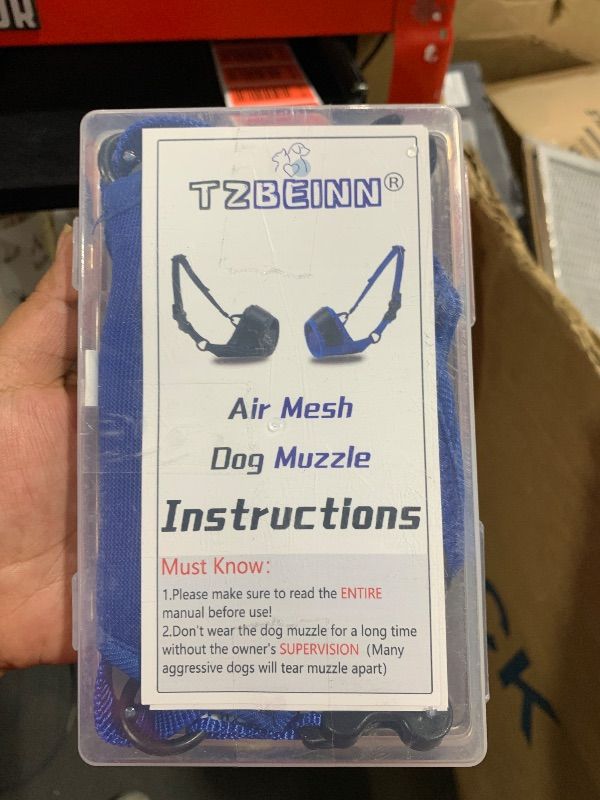 TZBEINN®
Air Mesh
Dog Muzzle
Instructions
Must Know:
1.Please make sure to read the ENTIRE
manual before use!
2.Don't wear the dog muzzle for a long time
without the owner's SUPERVISION (Many
aggressive dogs will tear muzzle apart)